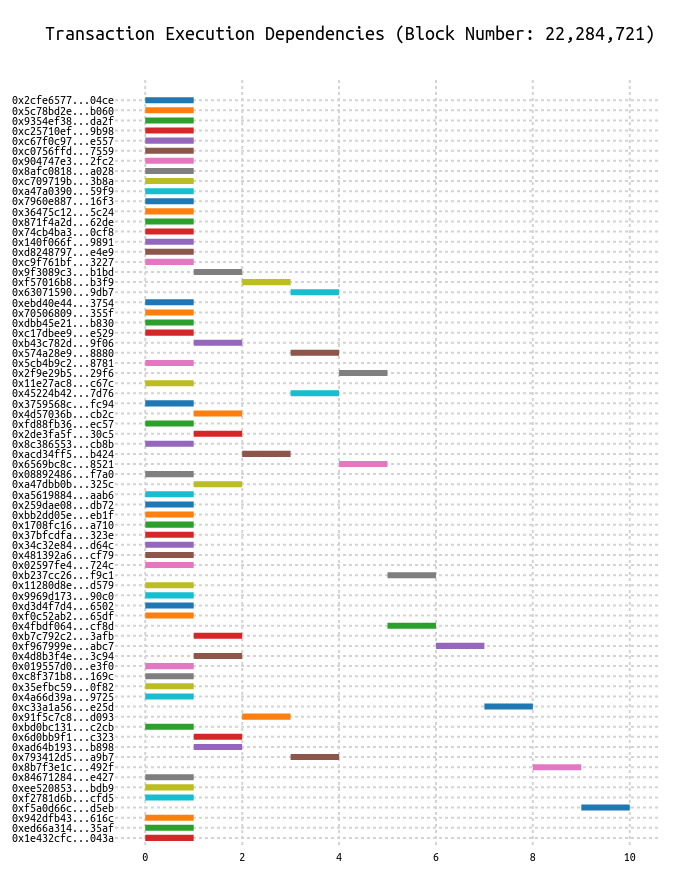 Transaction Execution Dependencies (Block Number: 22,284,721)
0x2cfe6577...04ce
0x5c78bd2e...b060
0x9354ef38...da2f
0xc25710ef...9b98
0xc67f0c97...e557
0xc0756ffd...7559
0x904747e3...2fc2
0x8afc0818...a028
0xc709719b...3b8a
0xa47a0390...59f9
0x7960e887...16f3
0x36475c12...5c24
0x871f4a2d...62de
0x74cb4ba3...0cf8
0x140f066f...9891
0xd8248797...e4e9
0xc9f761bf...3227
0x9f3089c3...b1bd
0xf57016b8...b3f9
0x63071590...9db7
0xebd40e44...3754
0x70506809...355f
0xdbb45e21...b830
0xc17dbee9...e529
0xb43c782d...9f06
0x574a28e9...8880
0x5cb4b9c2...8781
0x2f9e29b5...29f6
0x11e27ac8...c67c
0x45224b42...7d76
0x3759568c...fc94
0x4d57036b...cb2c
0xfd88fb36...ec57
0x2de3fa5f...30c5
0x8c386553...cb8b
0xacd34ff5...b424
0x6569bc8c...8521
0x08892486...f7a0
0xa47dbb0b...325c
0xa5619884...aab6
0x259dae08...db72
0xbb2dd05e...eb1f
0x1708fc16...a710
0x37bfcdfa...323e
0x34c32e84...d64c
0x481392a6...cf79
0x02597fe4...724c
0xb237cc26...f9c1
0x11280d8e...d579
0x9969d173...90c0
0xd3d4f7d4...6502
0xf0c52ab2...65df
0x4fbdf064...cf8d
0xb7c792c2...3afb
0xf967999e...abc7
0x4d8b3f4e...3c94
0x019557d0...e3f0
0xc8f371b8...169c
0x35efbc59...0f82
0x4a66d39a...9725
0xc33a1a56...e25d
0x91f5c7c8...d093
0xbd0bc131...c2cb
0x6d0bb9f1...c323
0xad64b193...b898
0x793412d5...a9b7
0x8b7f3e1c...492f
0x84671284...e427
0xee520853...bdb9
0xf2781d6b...cfd5
0xf5a0d66c...d5eb
0x942dfb43...616c
0xed66a314...35af
0x1e432cfc...043a
0 2 4 6 8 10